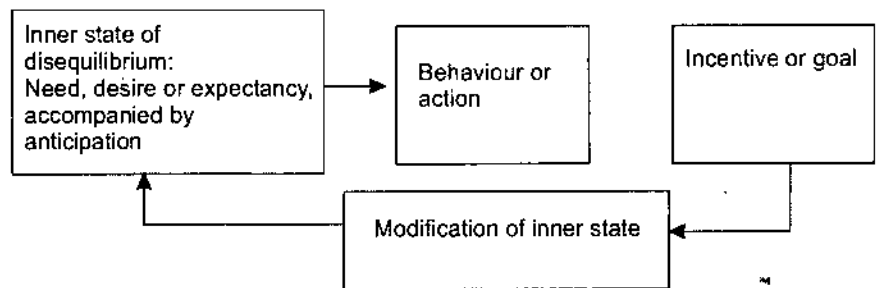 Inner state of
disequilibrium:
Need, desire or expectancy,
accompanied by
anticipation
Behaviour or
action
Incentive or goal
Modification of inner state